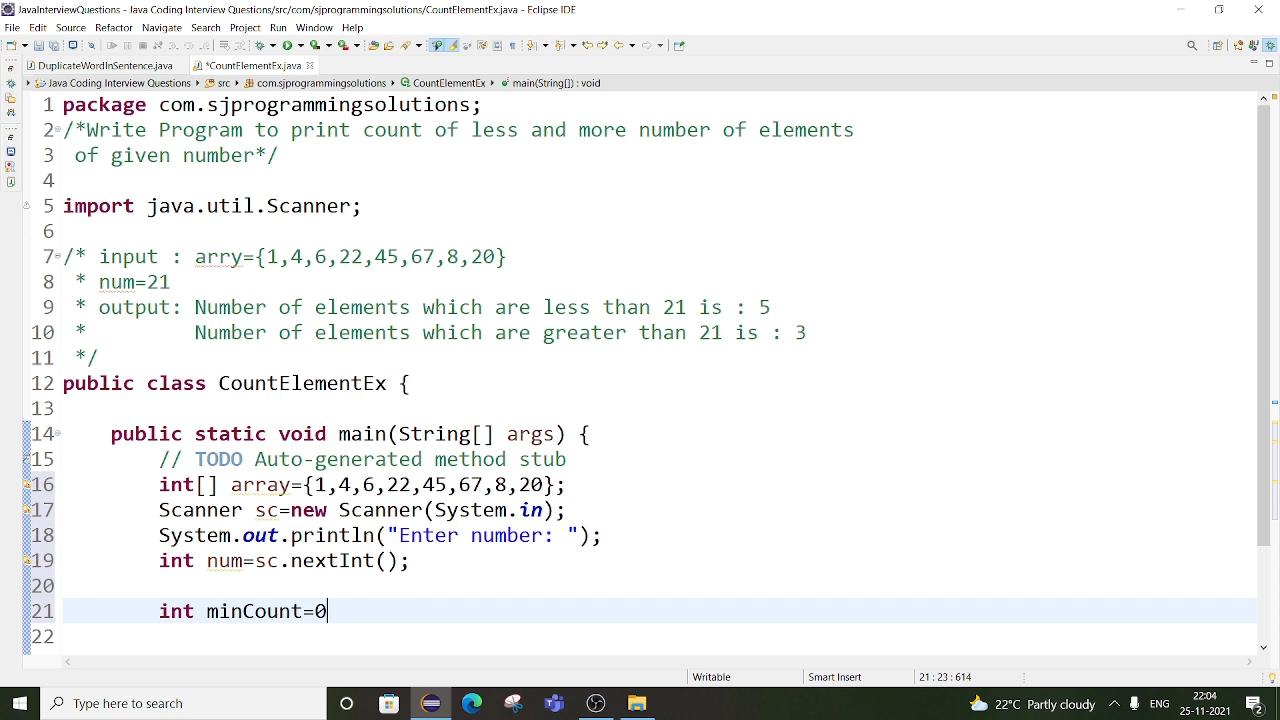 JavaInterviewQuestions - Java Coding Interview Questions/src/com/sjprogrammingsolutions/CountElementEx.java - Eclipse IDE
File Edit Source Refactor Navigate Search Project Run Window Help
DuplicateWordInSentence.java *CountElementEx.java
Java Coding Interview Questions src com.sjprogrammingsolutions CountElementEx main(String[]) : void
1 package com.sjprogrammingsolutions;
2 /*Write Program to print count of less and more number of elements
3 of given number*/
4
5 import java.util.Scanner;
6
7 /* input : arry={1,4,6,22,45,67,8,20}
8 * num=21
9 * output: Number of elements which are less than 21 is : 5
10 * Number of elements which are greater than 21 is : 3
11 */
12 public class CountElementEx {
13
14 public static void main(String[] args) {
15 // TODO Auto-generated method stub
16 int[] array={1,4,6,22,45,67,8,20};
17 Scanner sc=new Scanner(System.in);
18 System.out.println("Enter number: ");
19 int num=sc.nextInt();
20
21 int minCount=0
22
Writable Smart Insert 21 : 23 : 614
Type here to search 22°C Partly cloudy ENG 22:04
25-11-2021 2